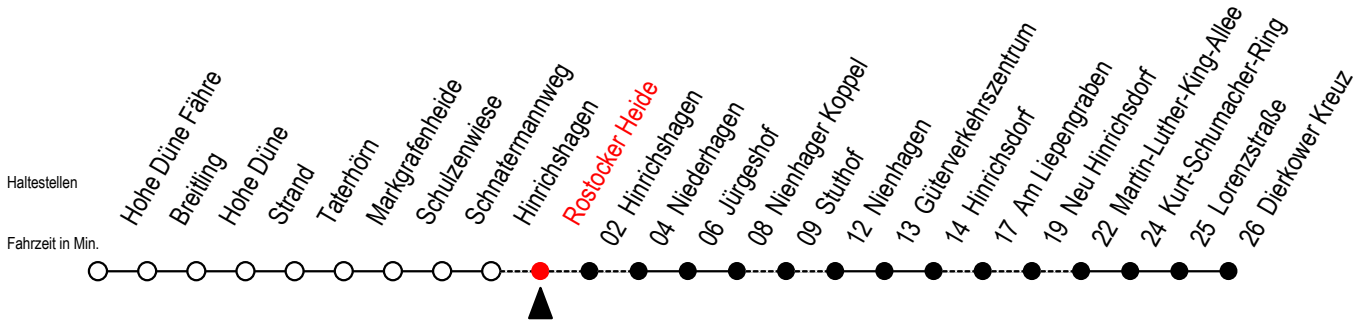 Haltestellen
Fahrzeit in Min.
Hohe Düne Fähre
Breitling
Hohe Düne
Strand
Taterhörn
Markgrafenheide
Schulzenwiese
Schnatermannweg
Hinrichshagen
Rostocker Heide
02 Hinrichshagen
04 Niederhagen
06 Jürgeshof
08 Nienhager Koppel
09 Stuthof
12 Nienhagen
13 Güterverkehrszentrum
14 Hinrichsdorf
17 Am Liepengraben
19 Neu Hinrichsdorf
22 Martin-Luther-King-Allee
24 Kurt-Schumacher-Ring
25 Lorenzstraße
26 Dierkower Kreuz